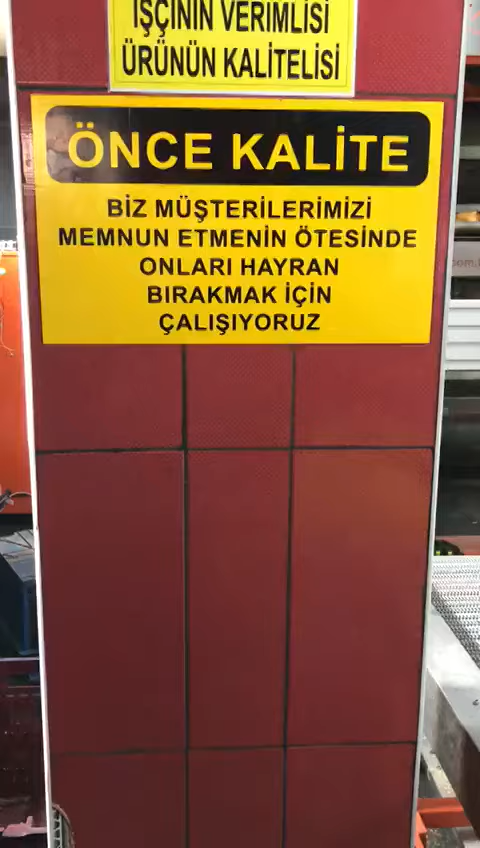 İŞÇİNİN VERİMLİSİ
ÜRÜNÜN KALİTELİSİ
ÖNCE KALİTE
BİZ MÜŞTERİLERİMİZİ
MEMNUN ETMENİN ÖTESİNDE
ONLARI HAYRAN
BIRAKMAK İÇİN
ÇALIŞIYORUZ